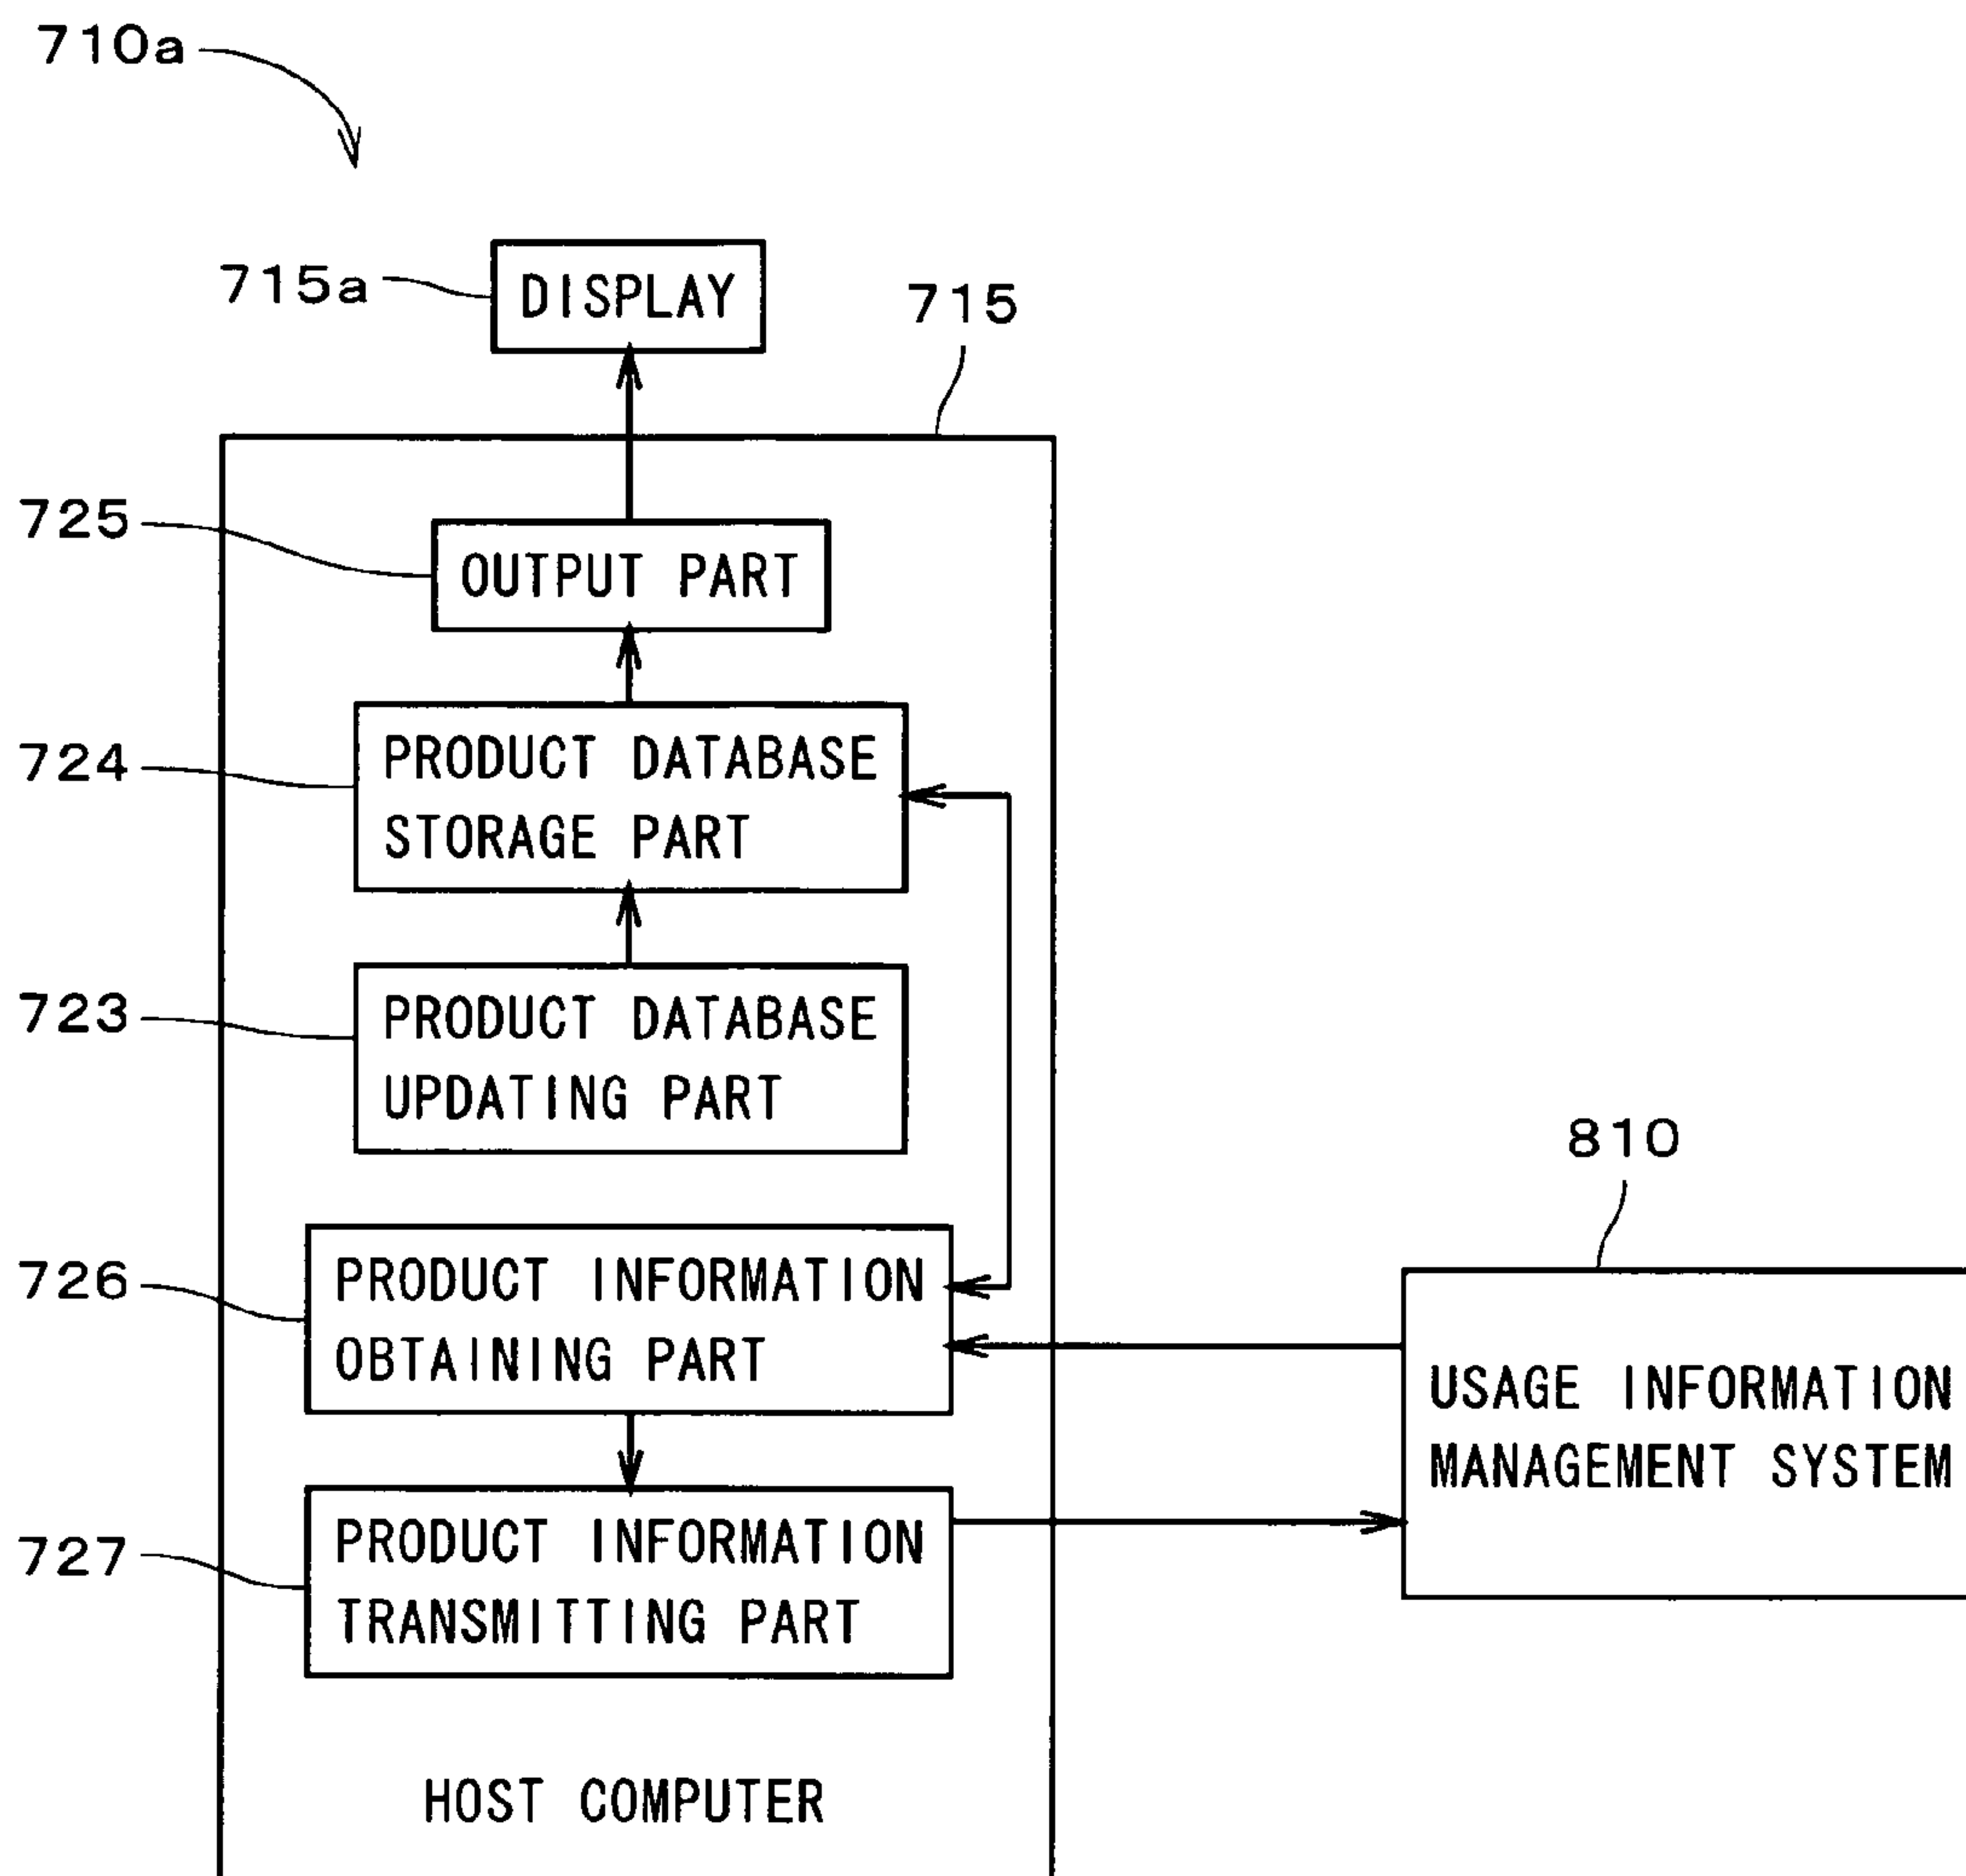 710a
715a
DISPLAY
715
725
OUTPUT PART
724
PRODUCT DATABASE
STORAGE PART
723
PRODUCT DATABASE
UPDATING PART
810
726
PRODUCT INFORMATION
OBTAINING PART
USAGE INFORMATION
MANAGEMENT SYSTEM
727
PRODUCT INFORMATION
TRANSMITTING PART
HOST COMPUTER